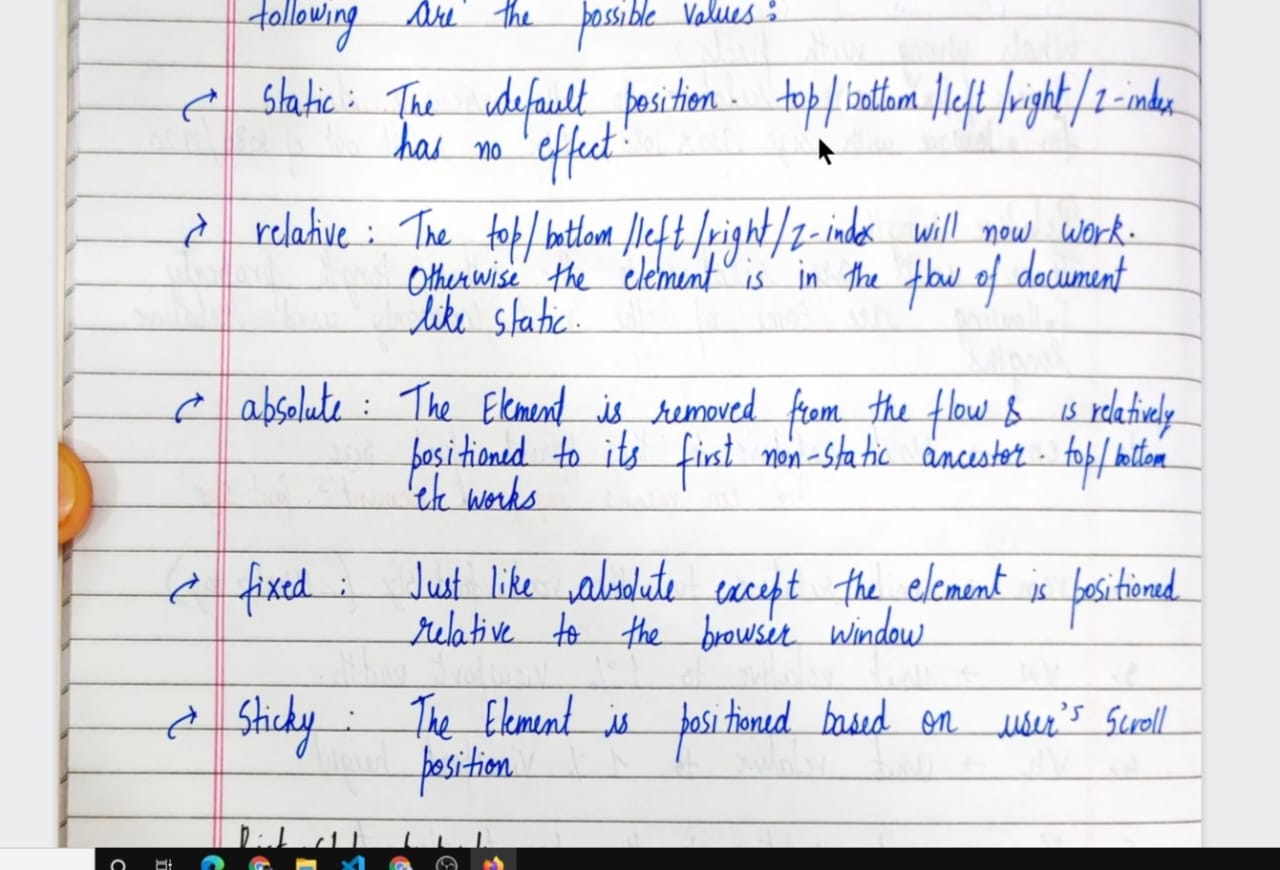 following are the possible values :
→ Static : The default position. top/bottom/left/right/z-index
has no effect.
→ relative : The top/bottom/left/right/z-index will now work.
Otherwise the element is in the flow of document
like static.
→ absolute : The Element is removed from the flow & is relatively
positioned to its first non-static ancestor. top/bottom
etc works
→ fixed : Just like absolute except the element is positioned
relative to the browser window
→ Sticky : The Element is positioned based on user's Scroll
position